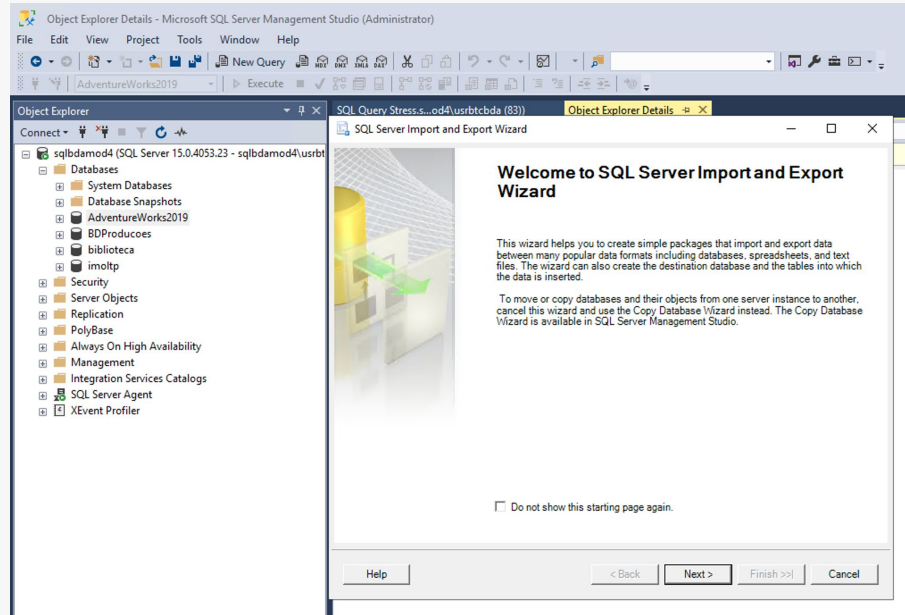 Object Explorer Details - Microsoft SQL Server Management Studio (Administrator)
File Edit View Project Tools Window Help
New Query
AdventureWorks2019 Execute
Object Explorer
Connect
sqlbdamod4 (SQL Server 15.0.4053.23 - sqlbdamod4\usrbt
Databases
System Databases
Database Snapshots
AdventureWorks2019
BDProducoes
biblioteca
imoltp
Security
Server Objects
Replication
PolyBase
Always On High Availability
Management
Integration Services Catalogs
SQL Server Agent
XEvent Profiler
SQL Query Stress.s...od4\usrbtcbda (83)) Object Explorer Details
SQL Server Import and Export Wizard
Welcome to SQL Server Import and Export
Wizard
This wizard helps you to create simple packages that import and export data
between many popular data formats including databases, spreadsheets, and text
files. The wizard can also create the destination database and the tables into which
the data is inserted.
To move or copy databases and their objects from one server instance to another,
cancel this wizard and use the Copy Database Wizard instead. The Copy Database
Wizard is available in SQL Server Management Studio.
Do not show this starting page again.
Help < Back Next > Finish >>| Cancel